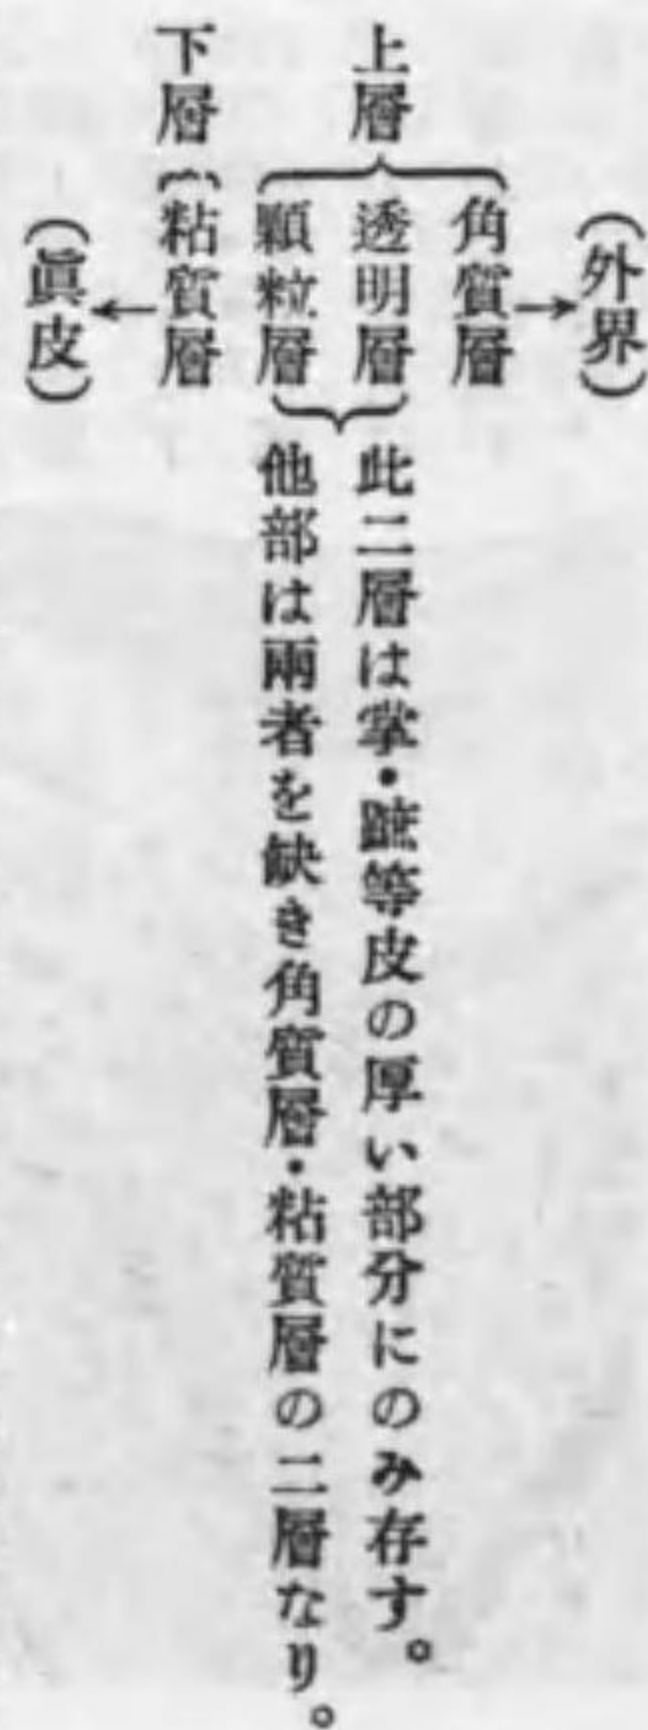 (外界)
上層
角質層
透明層
顆粒層
此二層は掌・蹠等皮の厚い部分にのみ存す。
他部は兩者を缺き角質層・粘質層の二層なり。
下層
粘質層
(眞皮)